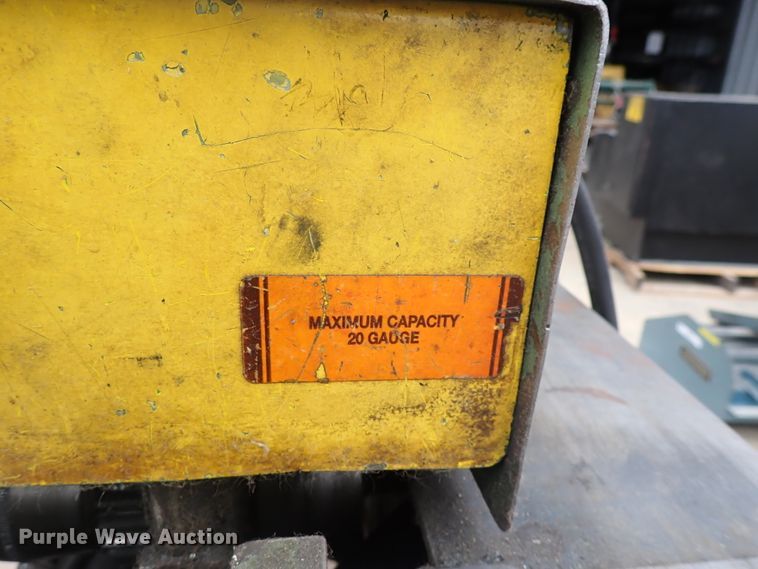 MAXIMUM CAPACITY
20 GAUGE
Purple Wave Auction